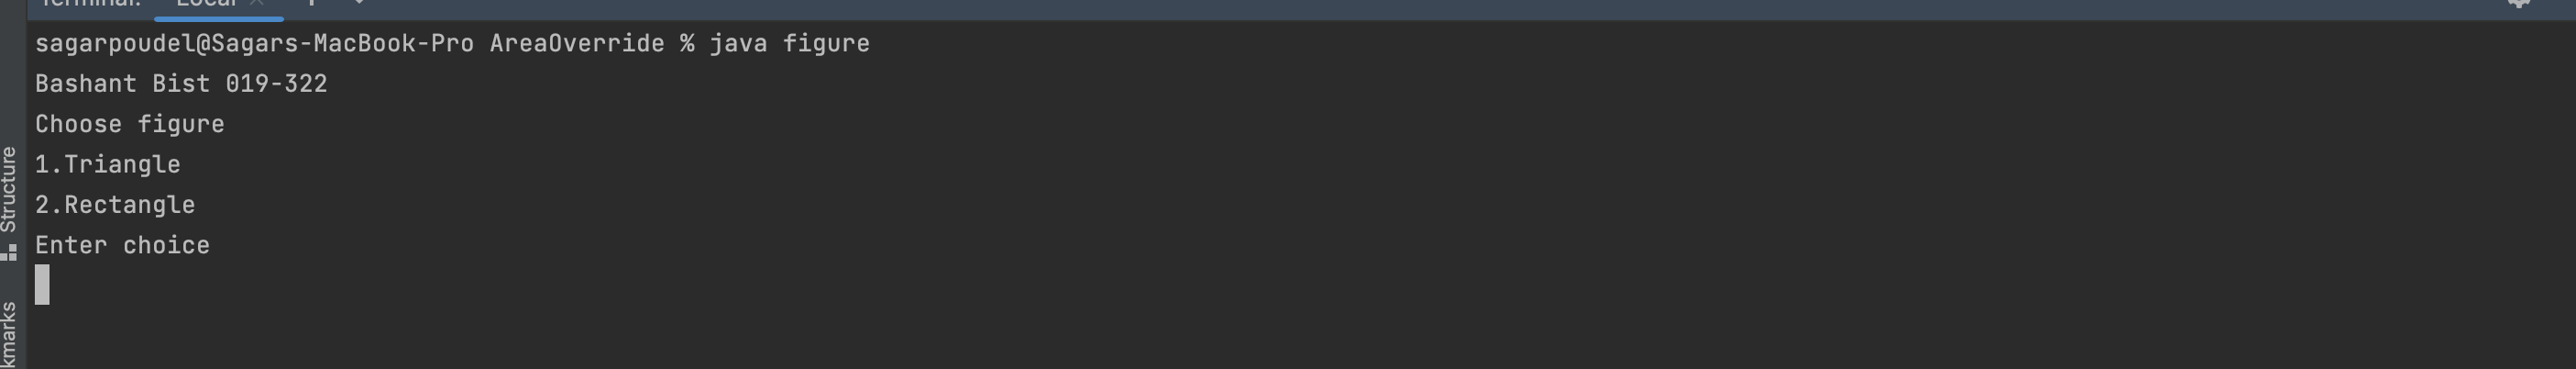 Terminal: Local
sagarpoudel@Sagars-MacBook-Pro AreaOverride % java figure
Bashant Bist 019-322
Choose figure
1.Triangle
2.Rectangle
Enter choice
Structure
kmarks